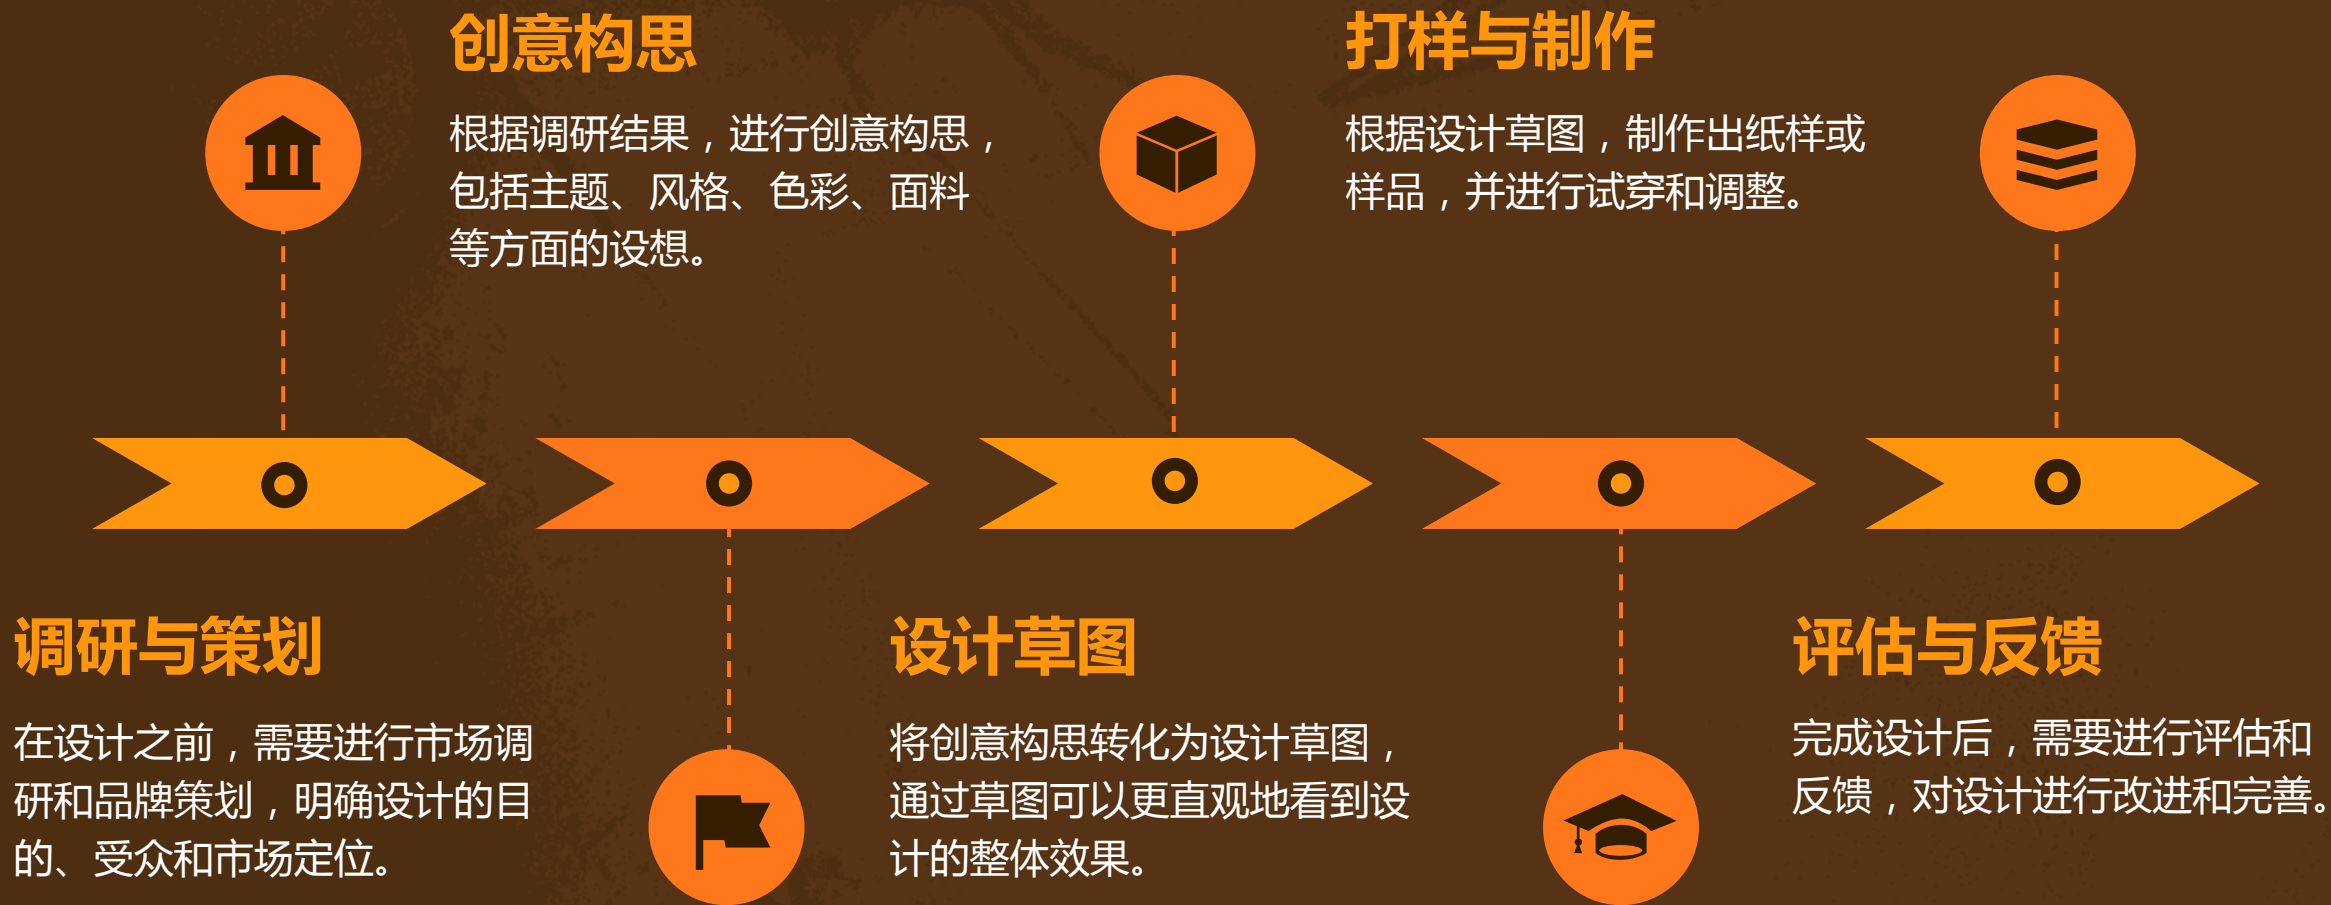 创意构思
根据调研结果，进行创意构思，
包括主题、风格、色彩、面料
等方面的设想。
打样与制作
根据设计草图，制作出纸样或
样品，并进行试穿和调整。
调研与策划
在设计之前，需要进行市场调
研和品牌策划，明确设计的目
的、受众和市场定位。
设计草图
将创意构思转化为设计草图，
通过草图可以更直观地看到设
计的整体效果。
评估与反馈
完成设计后，需要进行评估和
反馈，对设计进行改进和完善。